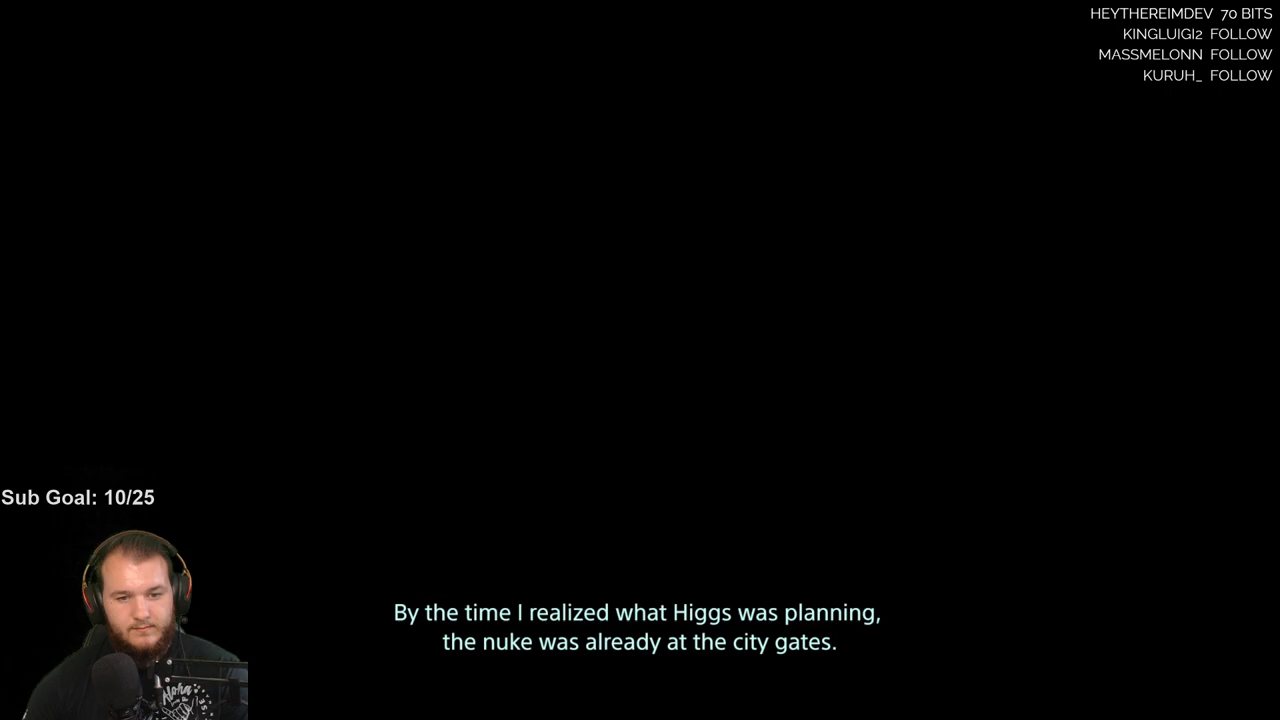 HEYTHEREIMDEV 70 BITS
KINGLUIGI2 FOLLOW
MASSMELONN FOLLOW
KURUH_ FOLLOW
Sub Goal: 10/25
By the time I realized what Higgs was planning,
the nuke was already at the city gates.
Aloha